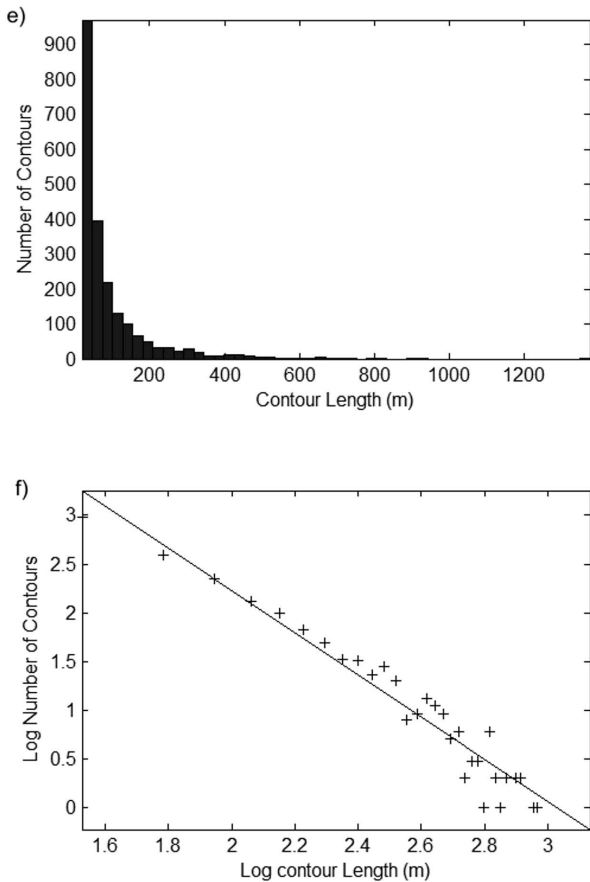 e)
900
800
700
600
500
400
300
200
100
0
Number of Contours
200 400 600 800 1000 1200
Contour Length (m)
f)
3
2.5
2
1.5
1
0.5
0
Log Number of Contours
1.6 1.8 2 2.2 2.4 2.6 2.8 3
Log contour Length (m)